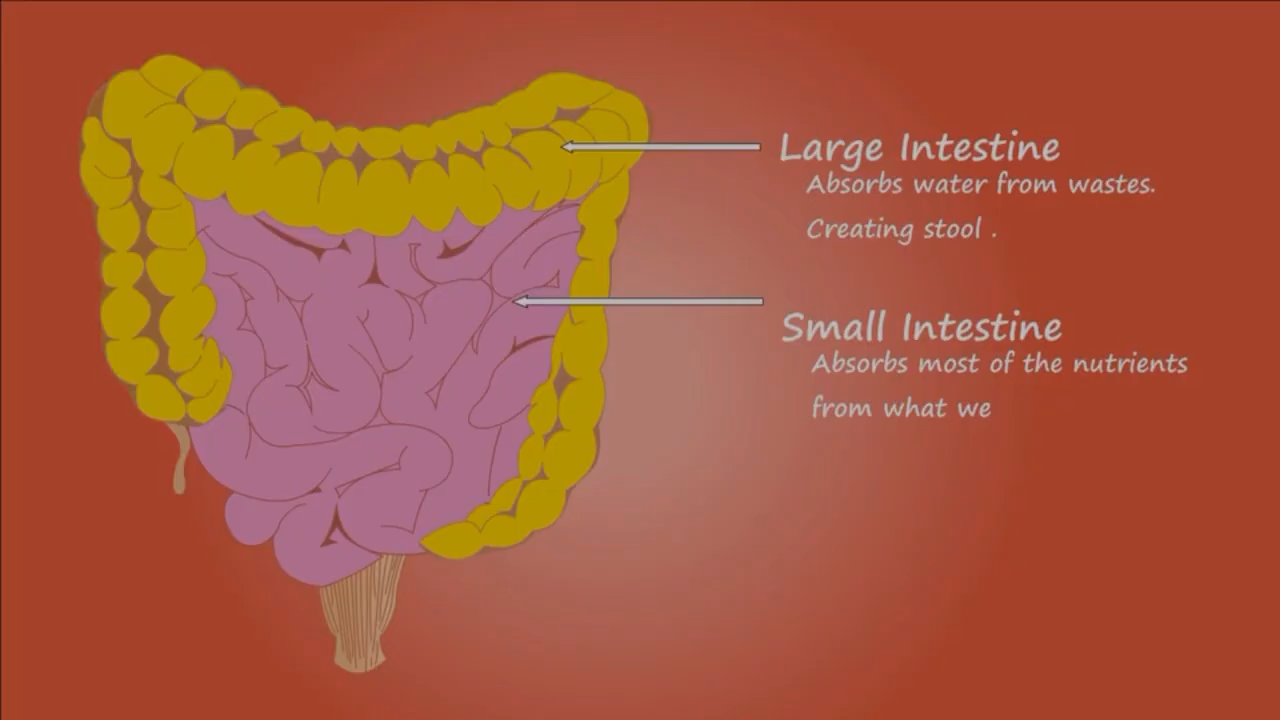 Large Intestine
Absorbs water from wastes.
Creating stool .
Small Intestine
Absorbs most of the nutrients
from what we